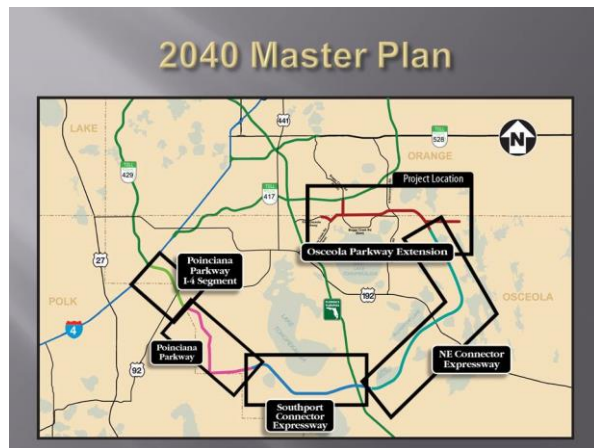 2040 Master Plan
LAKE
441
TOLL
528
N
ORANGE
TOLL
429
TOLL
417
Project Location
27
Poinciana
Parkway
I-4 Segment
Osceola Parkway Extension
POLK
192
OSCEOLA
4
Poinciana
Parkway
NE Connector
Expressway
92
Southport
Connector
Expressway